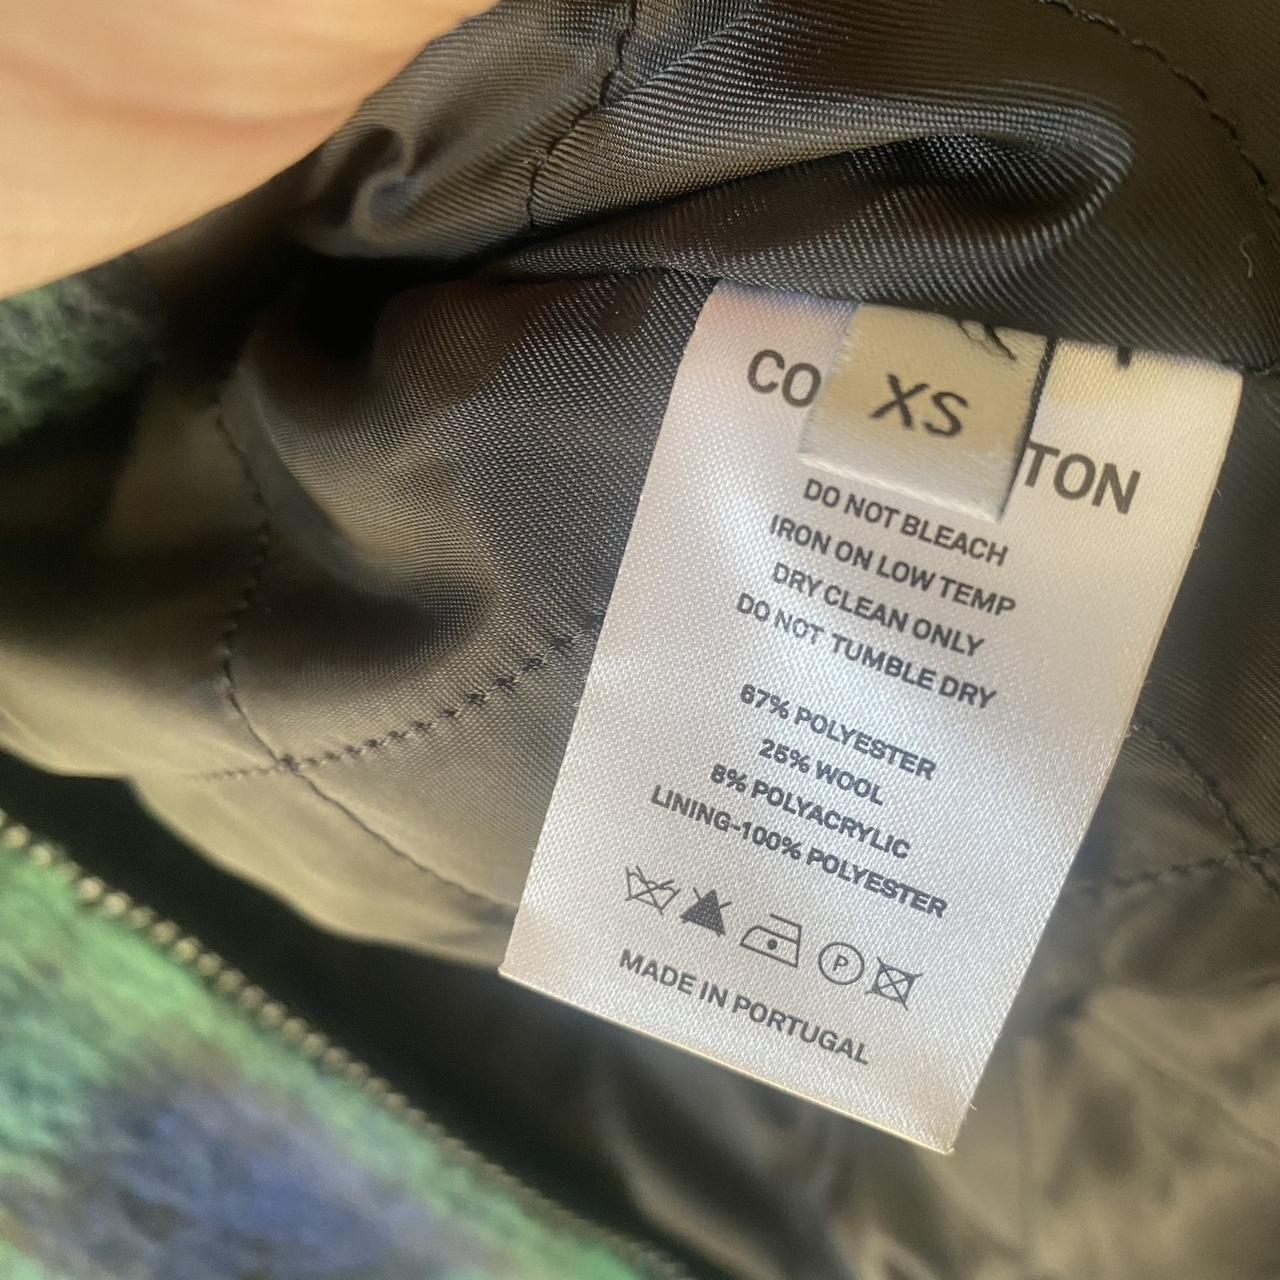 CO
XS
TON
DO NOT BLEACH
IRON ON LOW TEMP
DRY CLEAN ONLY
DO NOT TUMBLE DRY
67% POLYESTER
25% WOOL
8% POLYACRYLIC
LINING-100% POLYESTER
P
MADE IN PORTUGAL